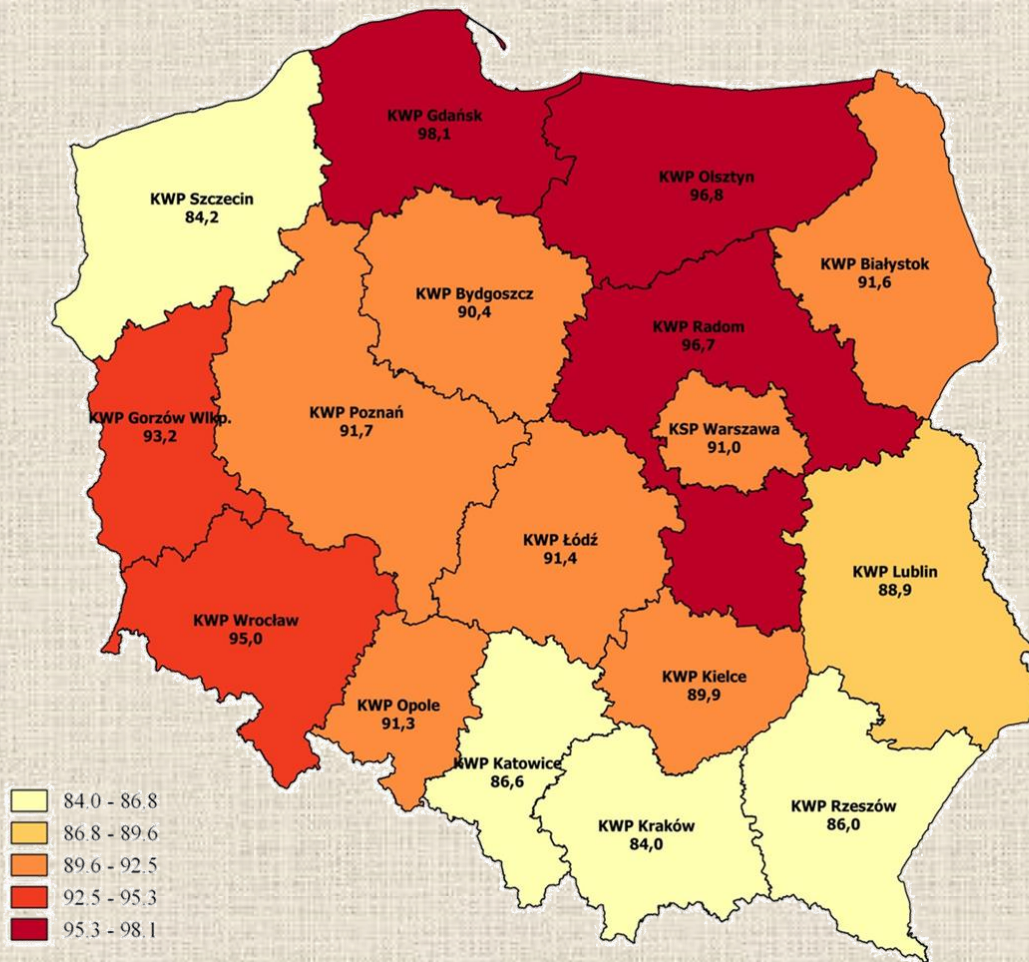 KWP Gdańsk
98,1
KWP Olsztyn
96,8
KWP Szczecin
84,2
KWP Białystok
91,6
KWP Bydgoszcz
90,4
KWP Radom
96,7
KWP Gorzów Wlkp.
93,2
KWP Poznań
91,7
KSP Warszawa
91,0
KWP Łódź
91,4
KWP Lublin
88,9
KWP Wrocław
95,0
KWP Kielce
89,9
KWP Opole
91,3
KWP Katowice
86,6
KWP Kraków
84,0
KWP Rzeszów
86,0
84.0 - 86.8
86.8 - 89.6
89.6 - 92.5
92.5 - 95.3
95.3 - 98.1